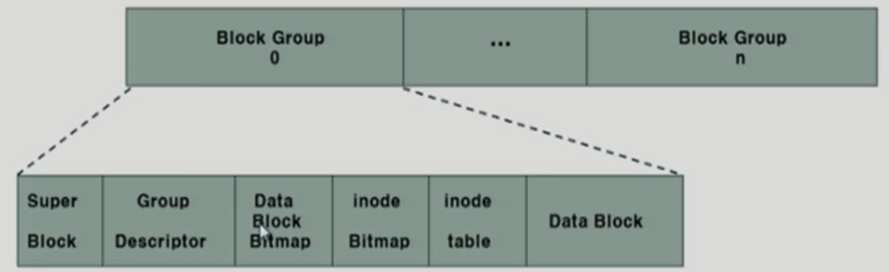 Block Group
0
...
Block Group
n
Super
Block
Group
Descriptor
Data
Block
Bitmap
inode
Bitmap
inode
table
Data Block